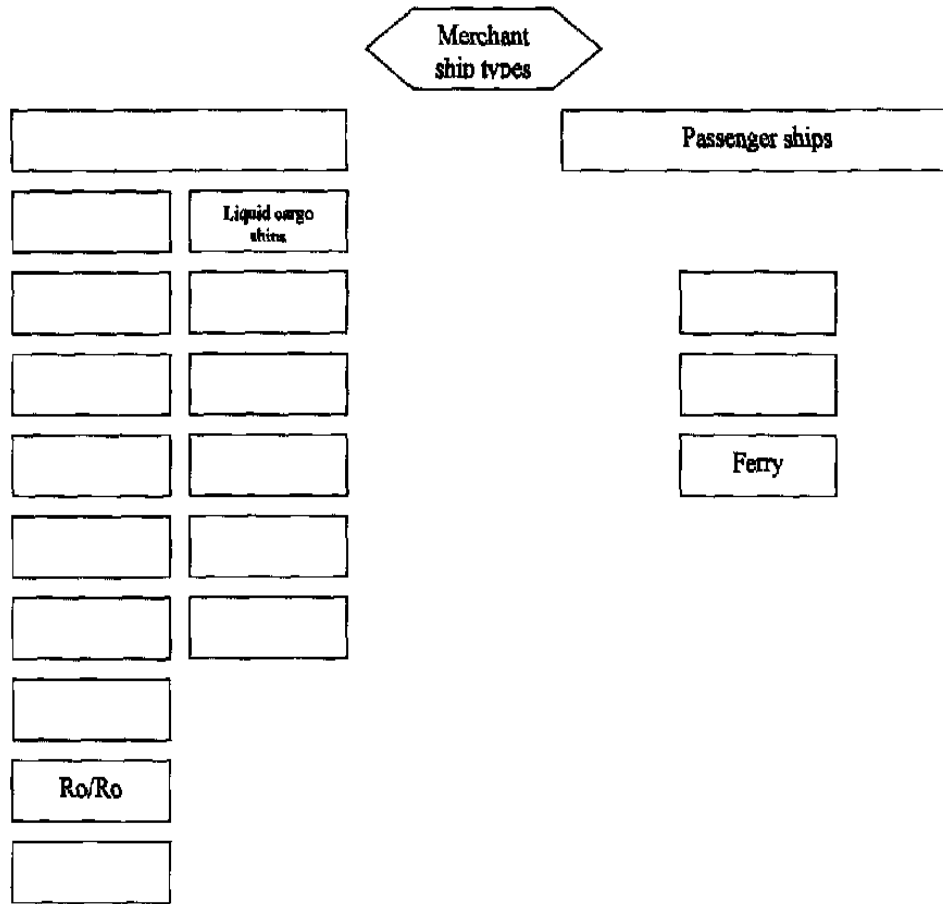 Merchant
ship types
Passenger ships
Liquid cargo
ships
Ferry
Ro/Ro